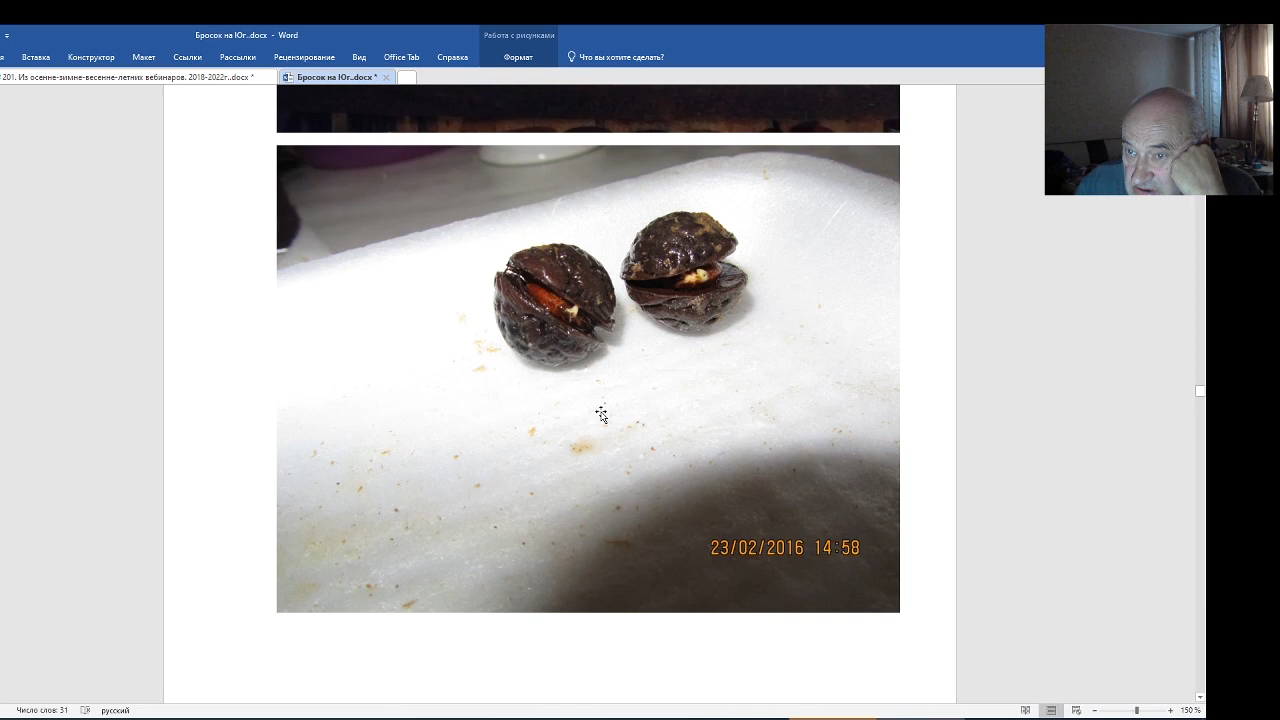 Бросок на Юг..docx - Word
Работа с рисунками
я Вставка Конструктор Макет Ссылки Рассылки Рецензирование Вид Office Tab Справка Формат Что вы хотите сделать?
201. Из осенне-зимне-весенне-летних вебинаров. 2018-2022г..docx *
Бросок на Юг..docx *
23/02/2016 14:58
Число слов: 31 русский
150 %